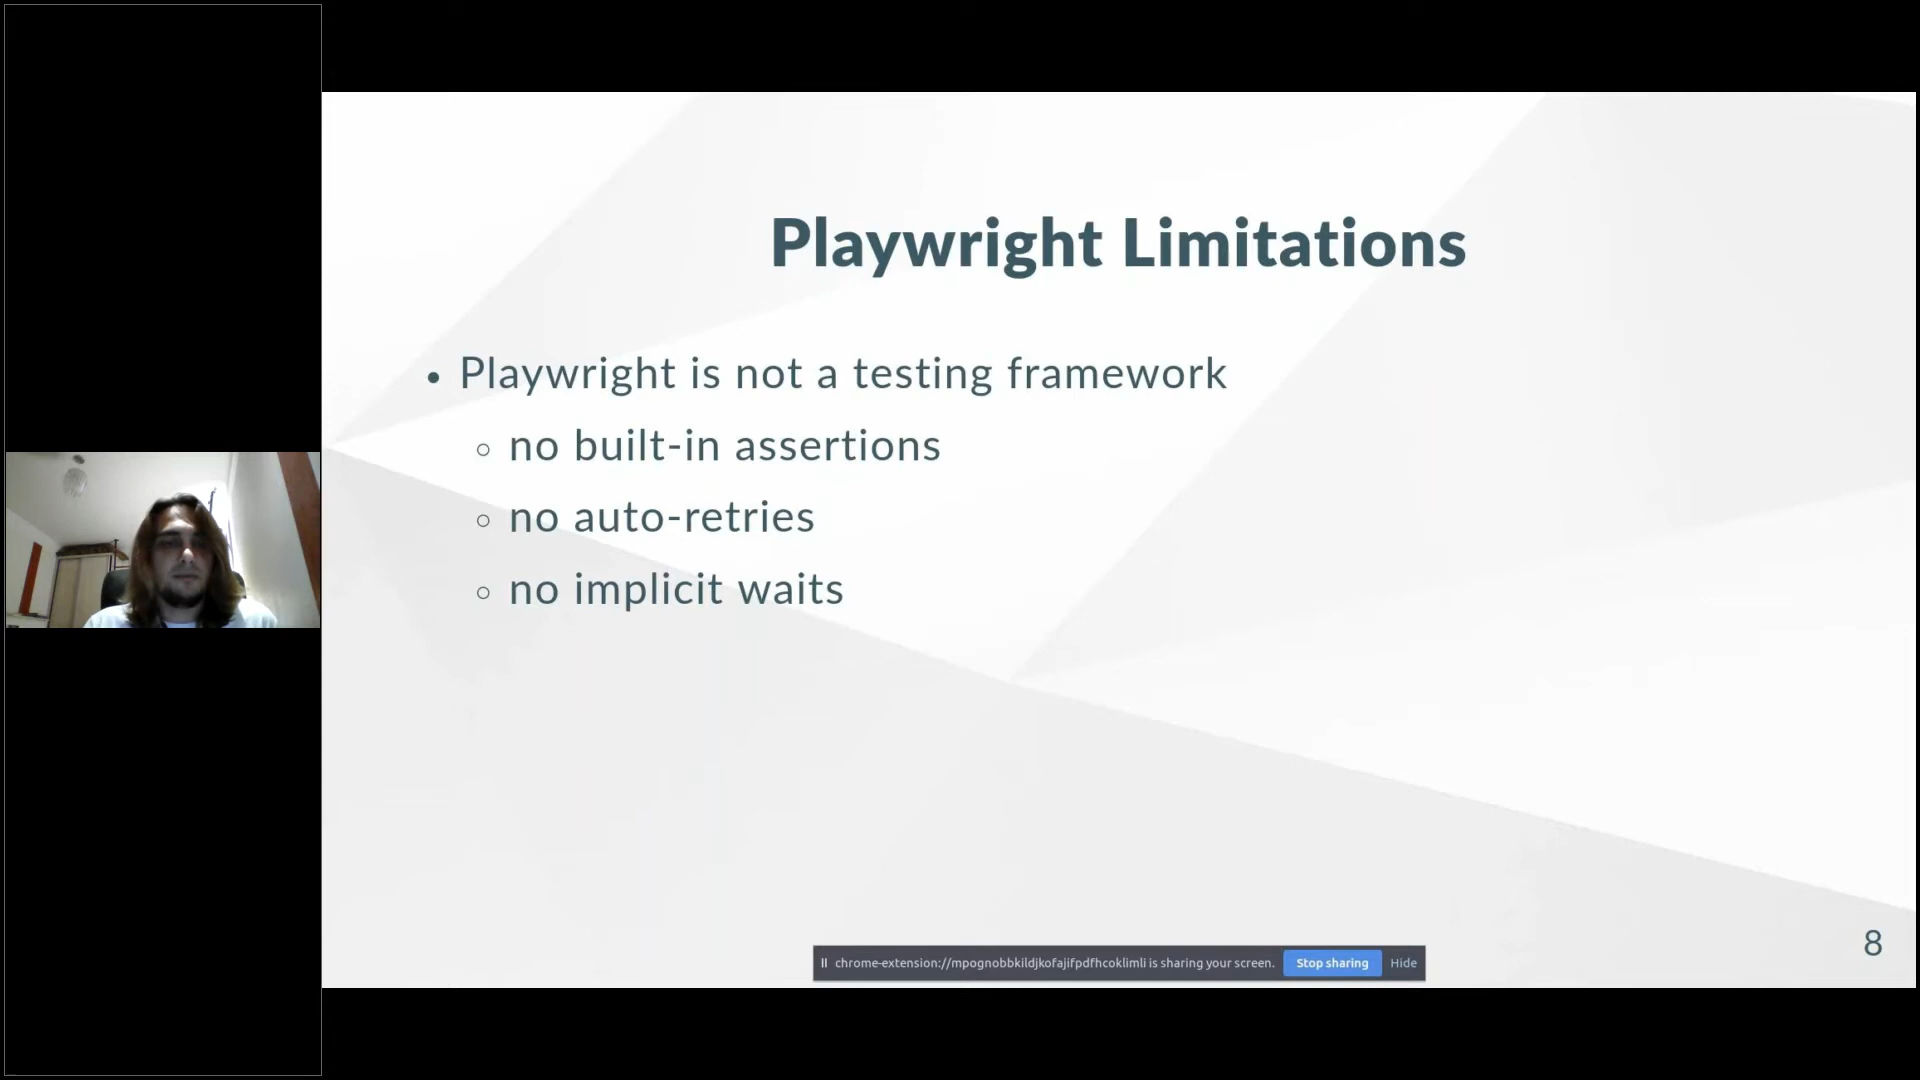 Playwright Limitations
• Playwright is not a testing framework
◦ no built-in assertions
◦ no auto-retries
◦ no implicit waits
8
chrome-extension://mpognobbkildjkofajifpdfhcoklimli is sharing your screen. Stop sharing Hide